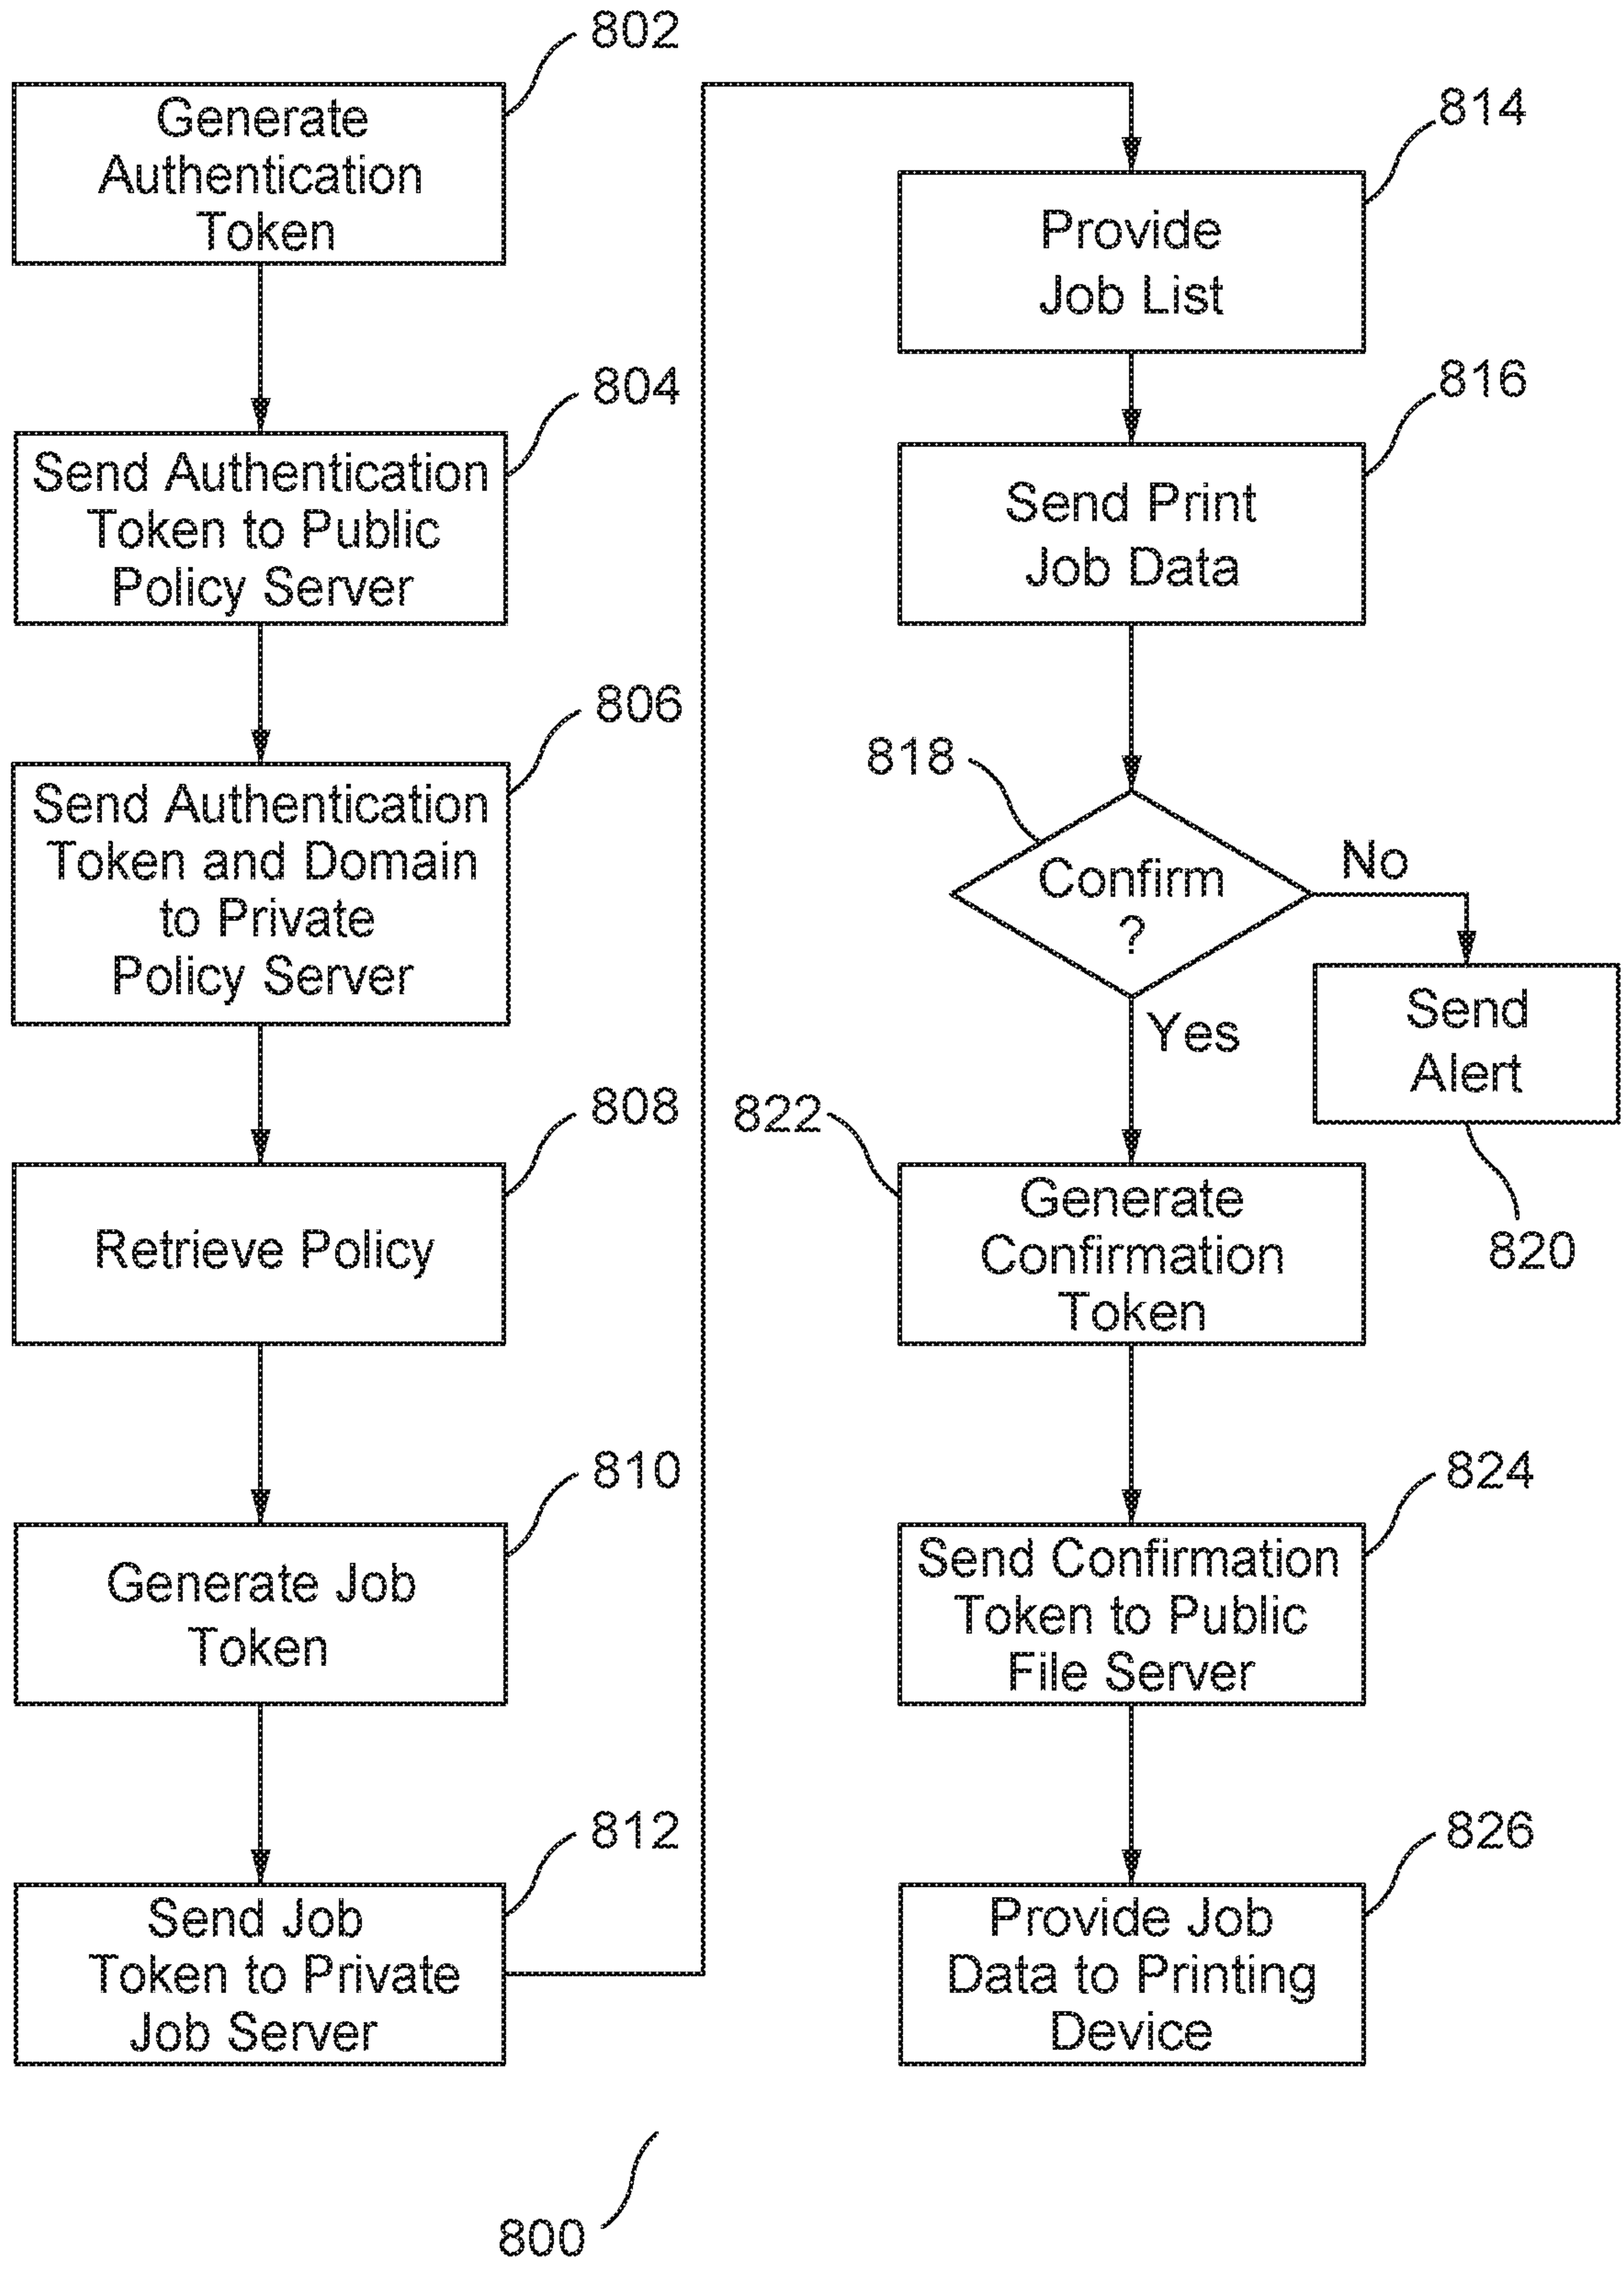 802
Generate
Authentication
Token
804
Send Authentication
Token to Public
Policy Server
806
Send Authentication
Token and Domain
to Private
Policy Server
808
Retrieve Policy
810
Generate Job
Token
812
Send Job
Token to Private
Job Server
814
Provide
Job List
816
Send Print
Job Data
818
Confirm
?
No
Yes
Send
Alert
820
822
Generate
Confirmation
Token
824
Send Confirmation
Token to Public
File Server
826
Provide Job
Data to Printing
Device
800